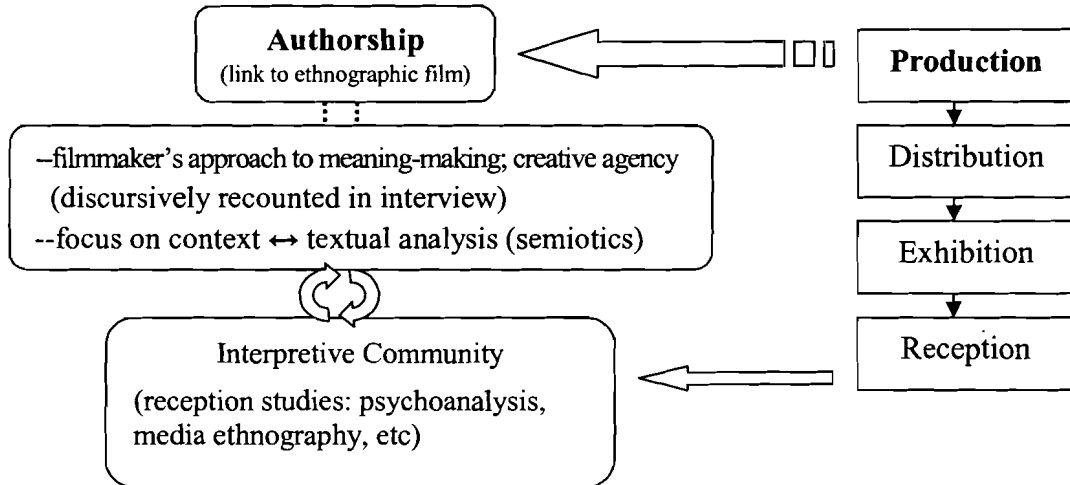 Authorship
(link to ethnographic film)
--filmmaker's approach to meaning-making; creative agency
(discursively recounted in interview)
--focus on context ↔ textual analysis (semiotics)
Interpretive Community
(reception studies: psychoanalysis,
media ethnography, etc)
Production
Distribution
Exhibition
Reception